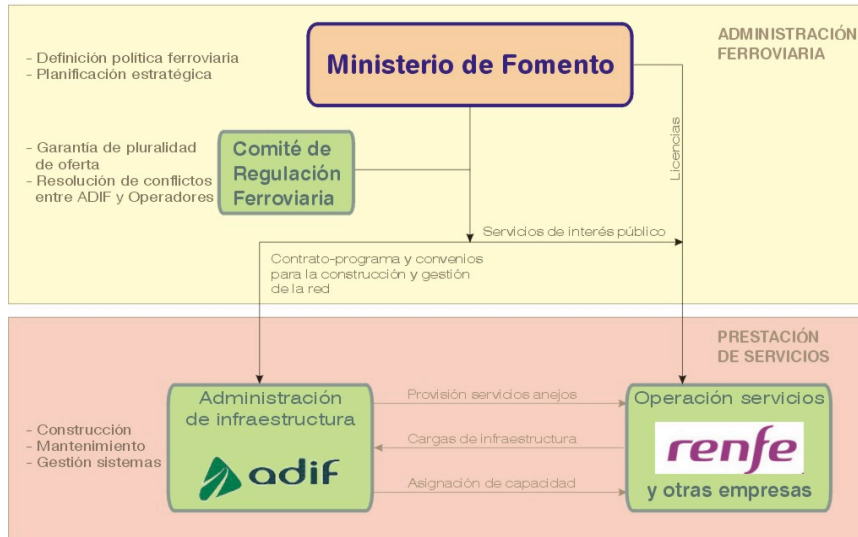 ADMINISTRACIÓN
FERROVIARIA
Ministerio de Fomento
- Definición política ferroviaria
- Planificación estratégica
- Garantía de pluralidad
de oferta
- Resolución de conflictos
entre ADIF y Operadores
Comité de
Regulación
Ferroviaria
Licencias
Servicios de interés público
Contrato-programa y convenios
para la construcción y gestión
de la red
PRESTACIÓN
DE SERVICIOS
- Construcción
- Mantenimiento
- Gestión sistemas
Administración
de infraestructura
adif
Provisión servicios anejos
Cargas de infraestructura
Asignación de capacidad
Operación servicios
renfe
y otras empresas